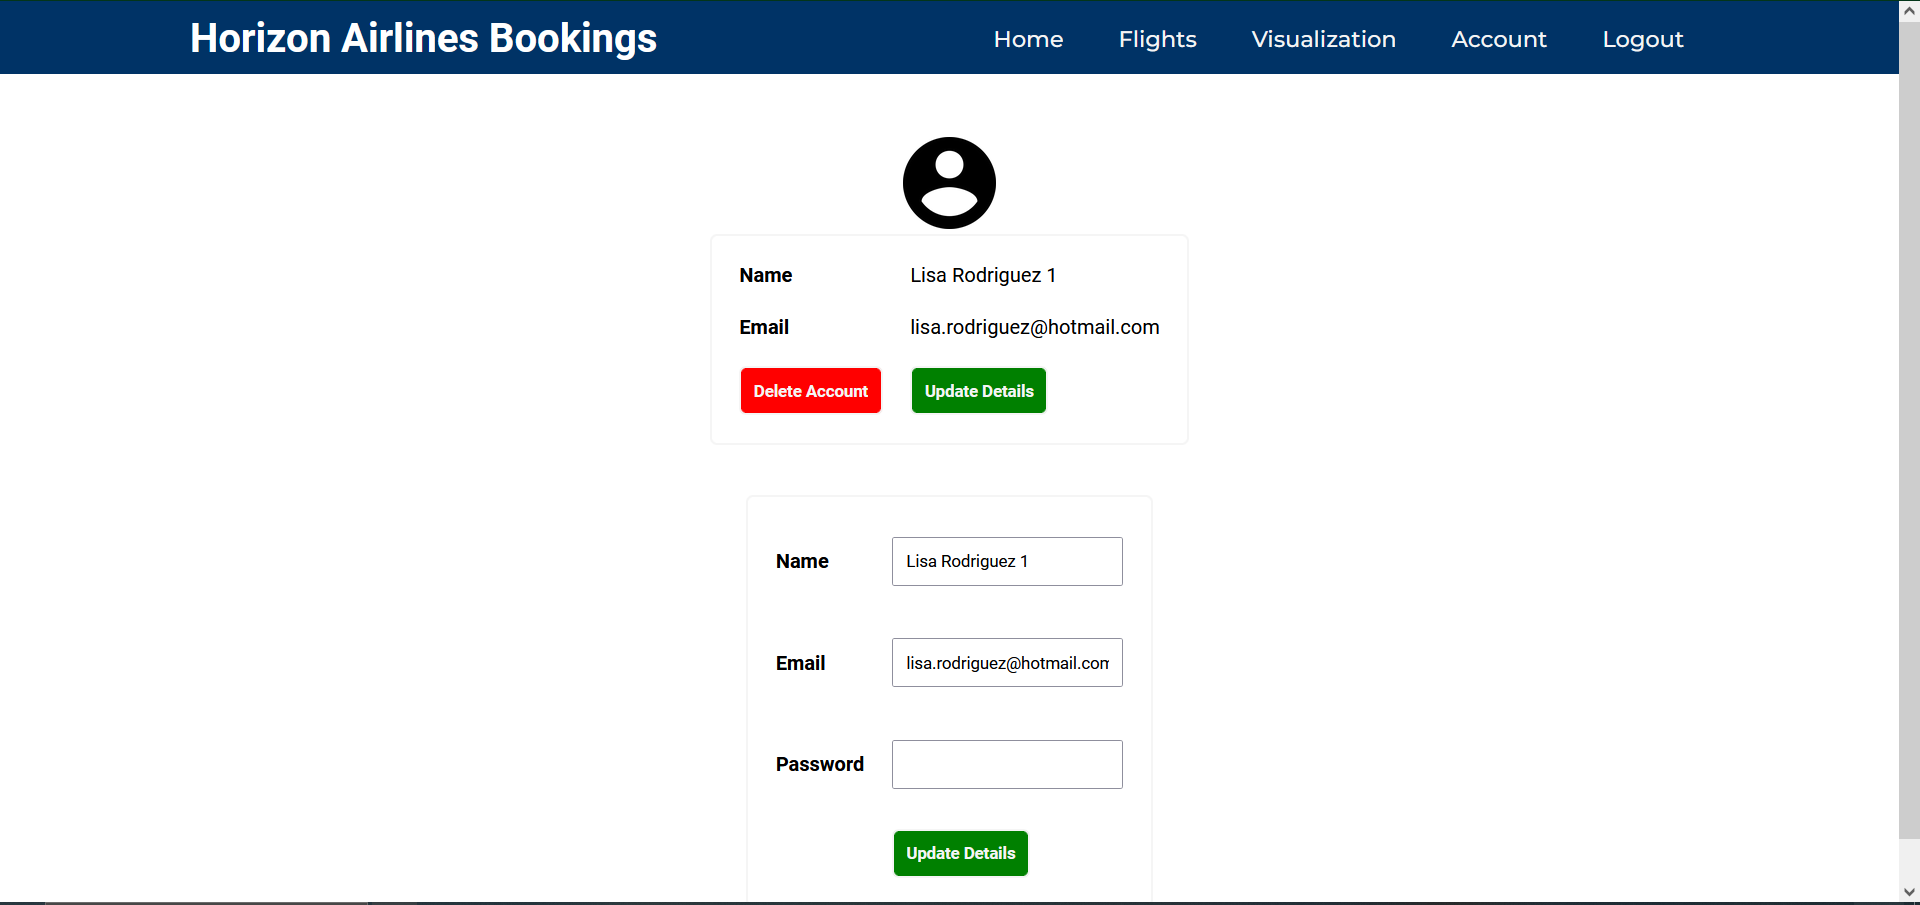 Horizon Airlines Bookings Home Flights Visualization Account Logout
Name Lisa Rodriguez 1
Email lisa.rodriguez@hotmail.com
Delete Account Update Details
Name Lisa Rodriguez 1
Email lisa.rodriguez@hotmail.com
Password
Update Details